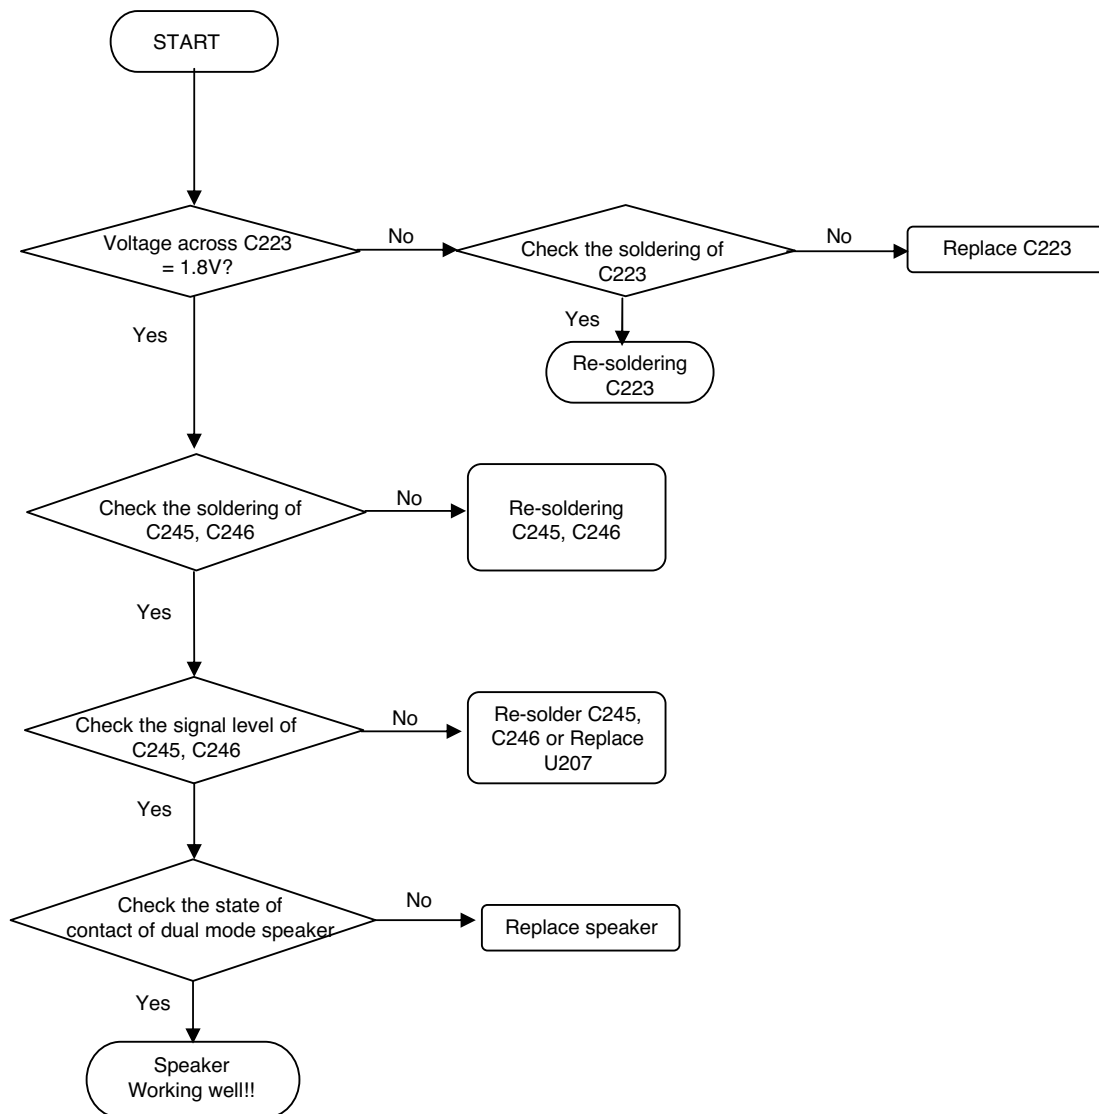 START
Voltage across C223
= 1.8V?
No
Check the soldering of
C223
No
Replace C223
Yes
Yes
Re-soldering
C223
Check the soldering of
C245, C246
No
Re-soldering
C245, C246
Yes
Check the signal level of
C245, C246
No
Re-solder C245,
C246 or Replace
U207
Yes
Check the state of
contact of dual mode speaker
No
Replace speaker
Yes
Speaker
Working well!!